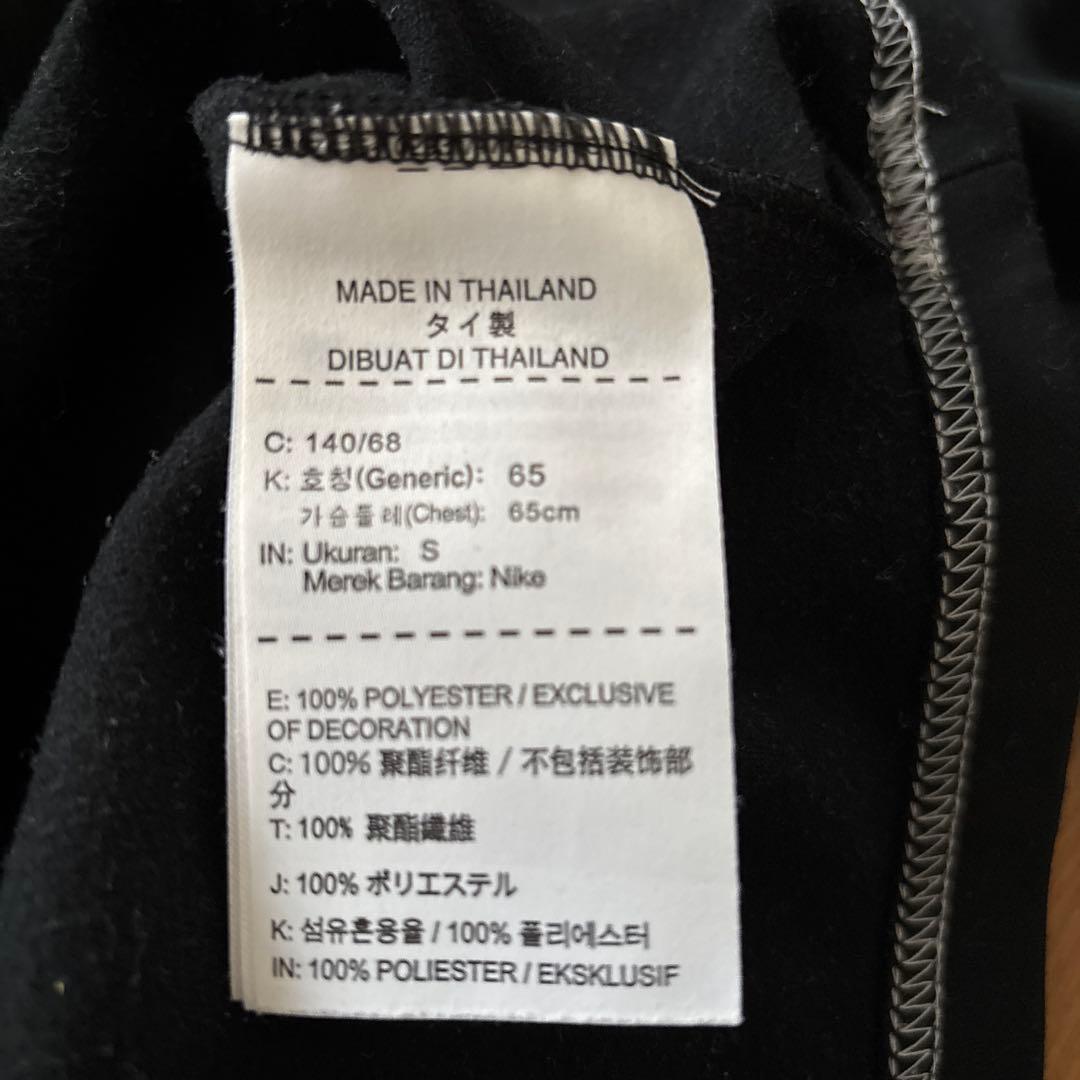 MADE IN THAILAND
タイ製
DIBUAT DI THAILAND
C: 140/68
K: 호칭(Generic): 65
가슴둘레(Chest): 65cm
IN: Ukuran: S
Merek Barang: Nike
E: 100% POLYESTER / EXCLUSIVE
OF DECORATION
C: 100% 聚酯纤维 / 不包括装饰部
分
T: 100% 聚酯纖維
J: 100% ポリエステル
K: 섬유혼용율 / 100% 폴리에스터
IN: 100% POLIESTER / EKSKLUSIF